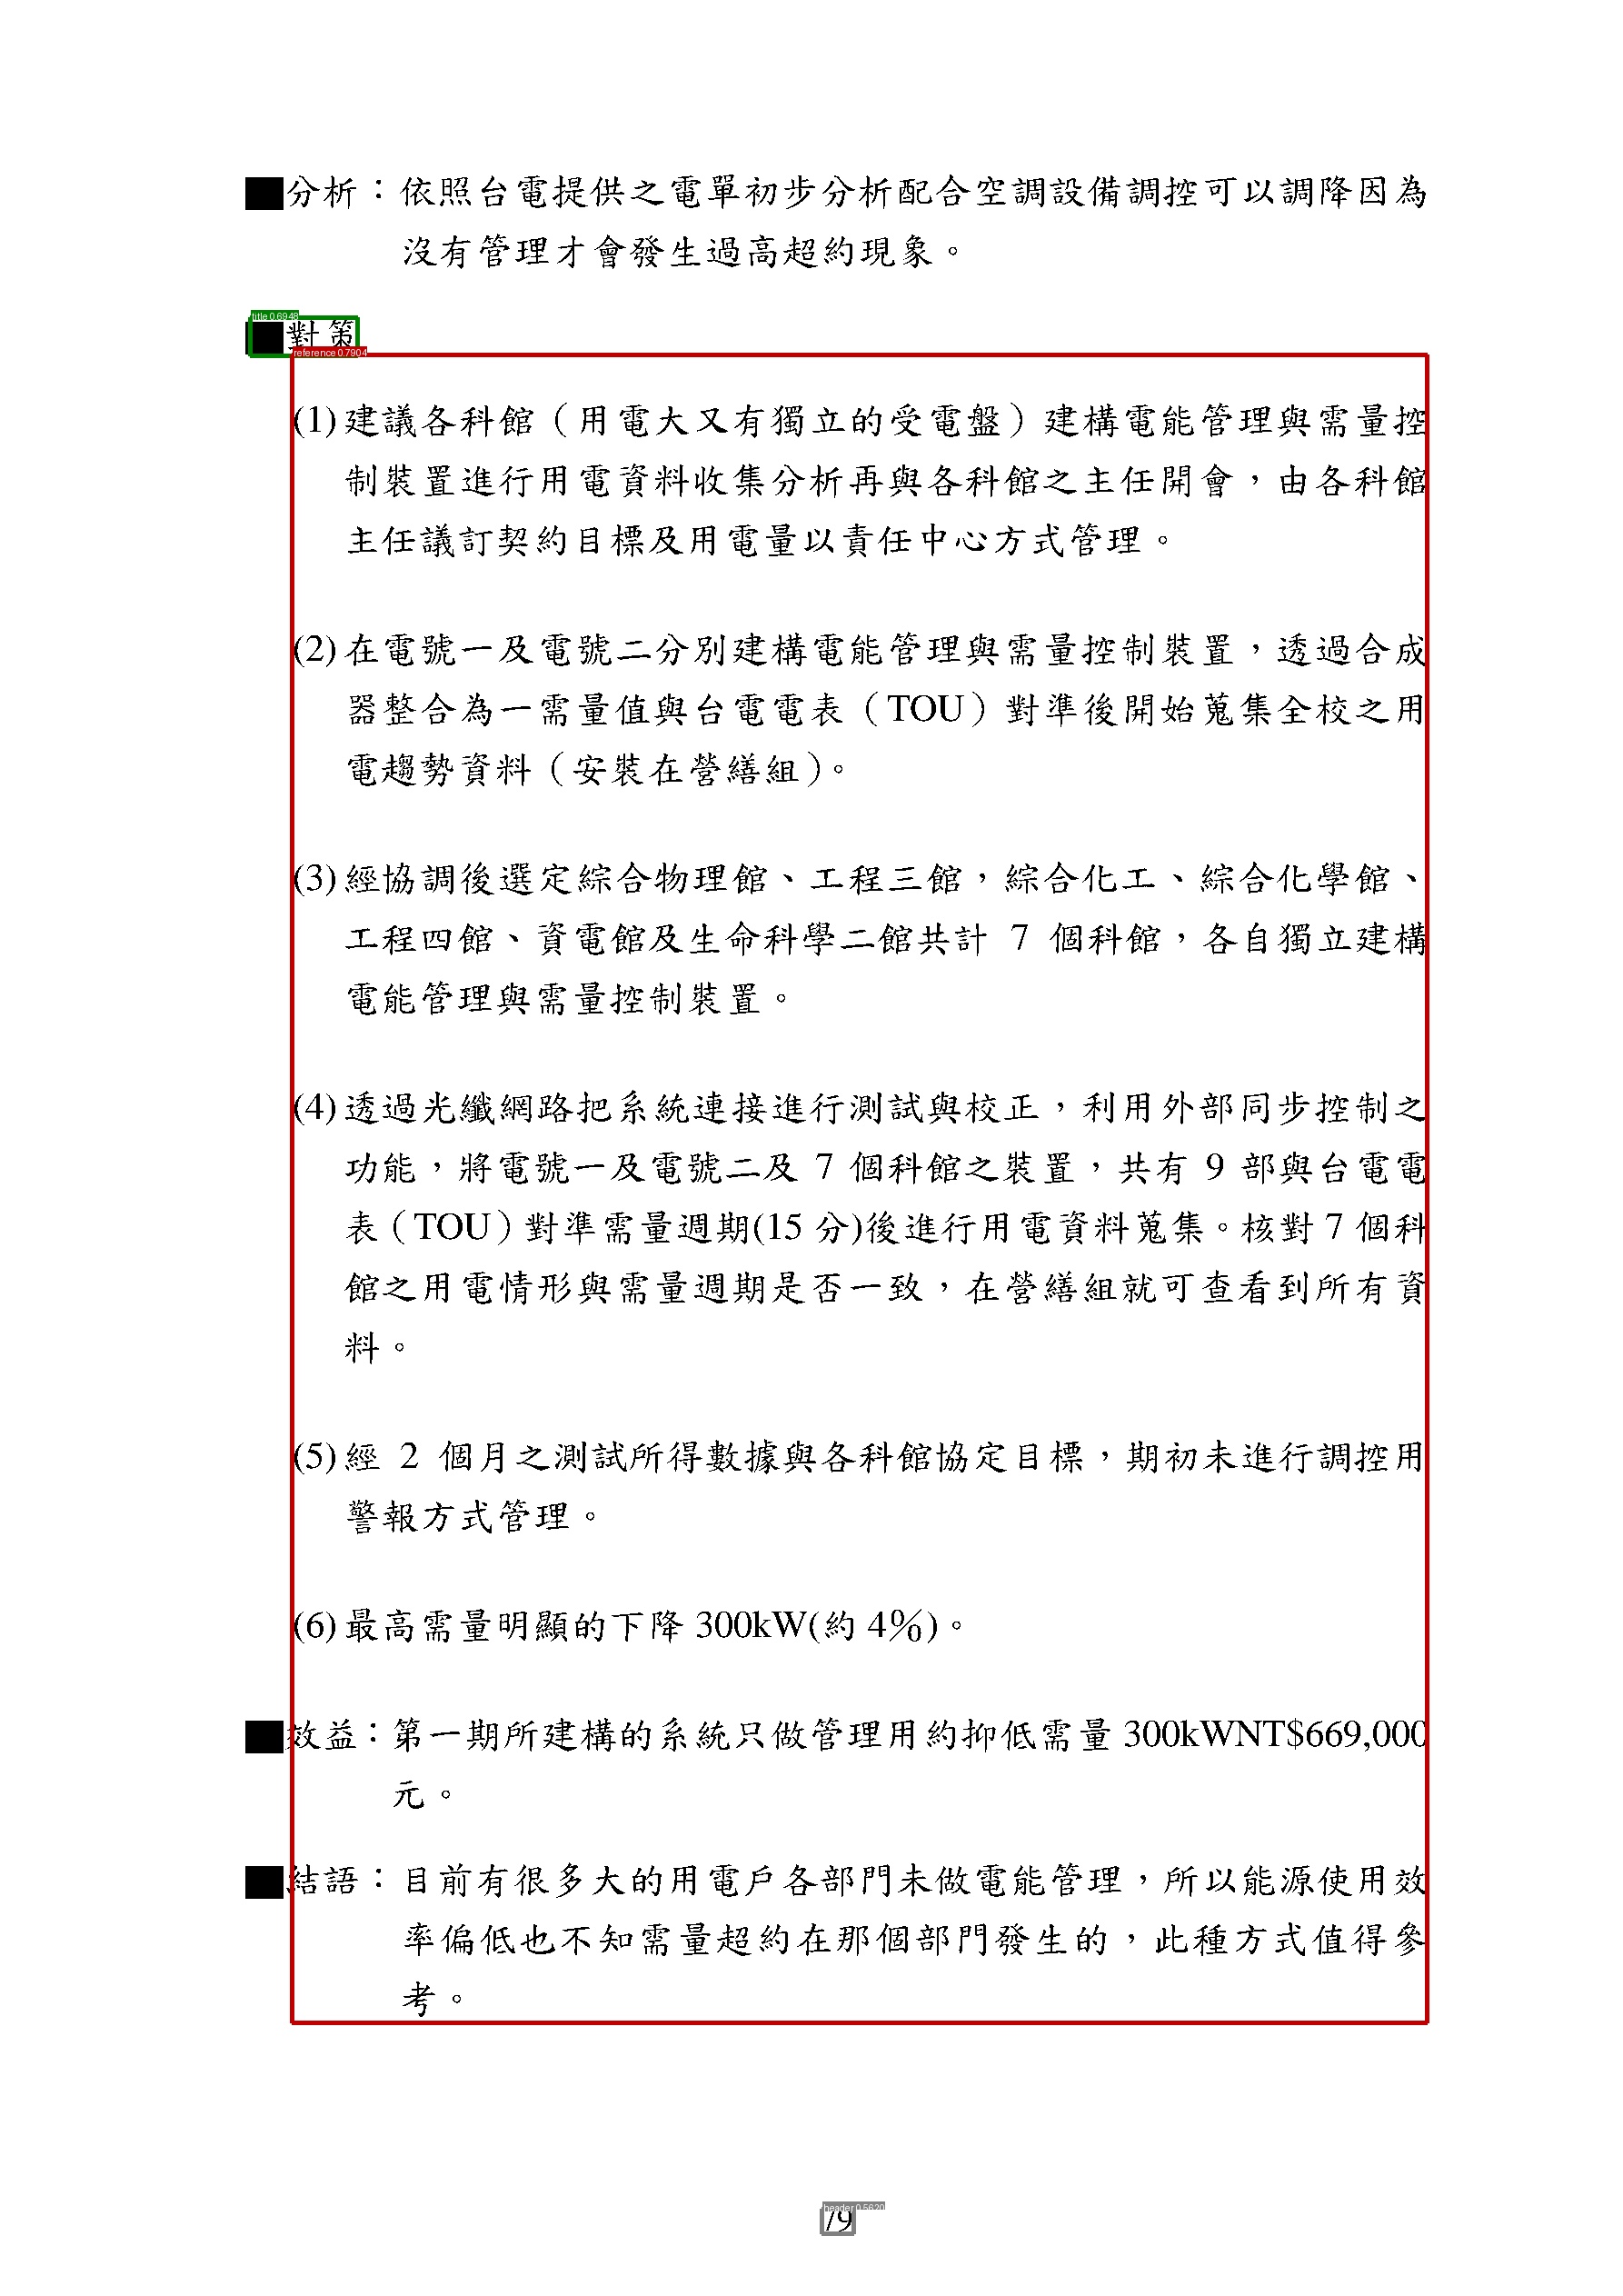 ■分析：依照台電提供之電單初步分析配合空調設備調控可以調降因為
沒有管理才會發生過高超約現象。
title 0.6948
■對策
reference 0.7904
(1)建議各科館（用電大又有獨立的受電盤）建構電能管理與需量控
制裝置進行用電資料收集分析再與各科館之主任開會，由各科館
主任議訂契約目標及用電量以責任中心方式管理。
(2)在電號一及電號二分別建構電能管理與需量控制裝置，透過合成
器整合為一需量值與台電電表（TOU）對準後開始蒐集全校之用
電趨勢資料（安裝在營繕組）。
(3)經協調後選定綜合物理館、工程三館，綜合化工、綜合化學館、
工程四館、資電館及生命科學二館共計 7 個科館，各自獨立建構
電能管理與需量控制裝置。
(4)透過光纖網路把系統連接進行測試與校正，利用外部同步控制之
功能，將電號一及電號二及 7 個科館之裝置，共有 9 部與台電電
表（TOU）對準需量週期(15 分)後進行用電資料蒐集。核對 7 個科
館之用電情形與需量週期是否一致，在營繕組就可查看到所有資
料。
(5)經 2 個月之測試所得數據與各科館協定目標，期初未進行調控用
警報方式管理。
(6)最高需量明顯的下降 300kW(約 4％)。
■效益：第一期所建構的系統只做管理用約抑低需量 300kWNT$669,000
元。
■結語：目前有很多大的用電戶各部門未做電能管理，所以能源使用效
率偏低也不知需量超約在那個部門發生的，此種方式值得參
考。
header 0.5620
79